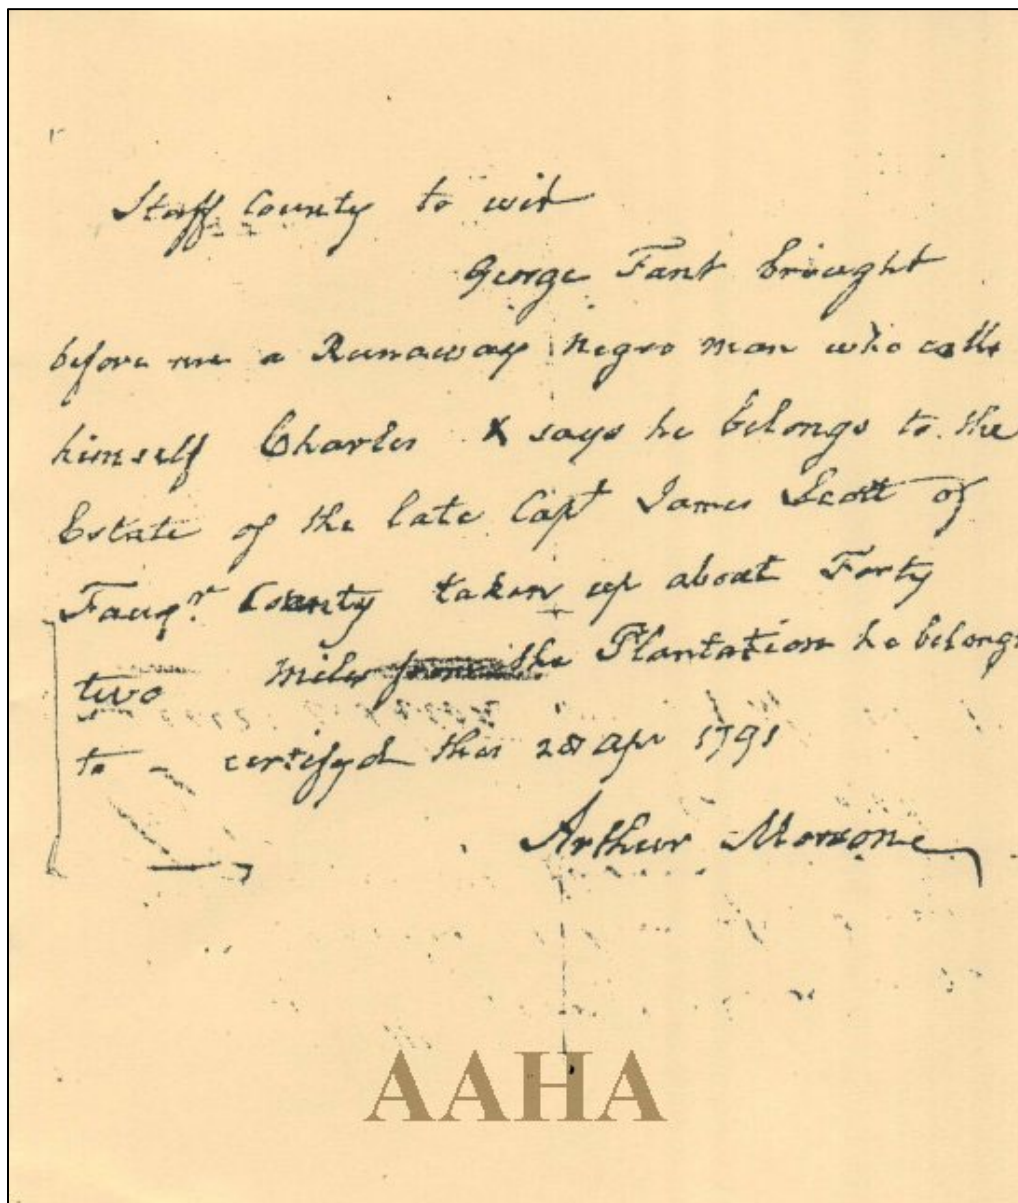 Staff County to wit
George Fant brought
before me a Runaway negro man who calls
himself Charles & says he belongs to the
Estate of the late Capt James Scott of
Fauqr. County taken up about Forty
two miles from the Plantation he belongs
to - certifyd this 28 Apr 1791
Arthur Morson
AAHA